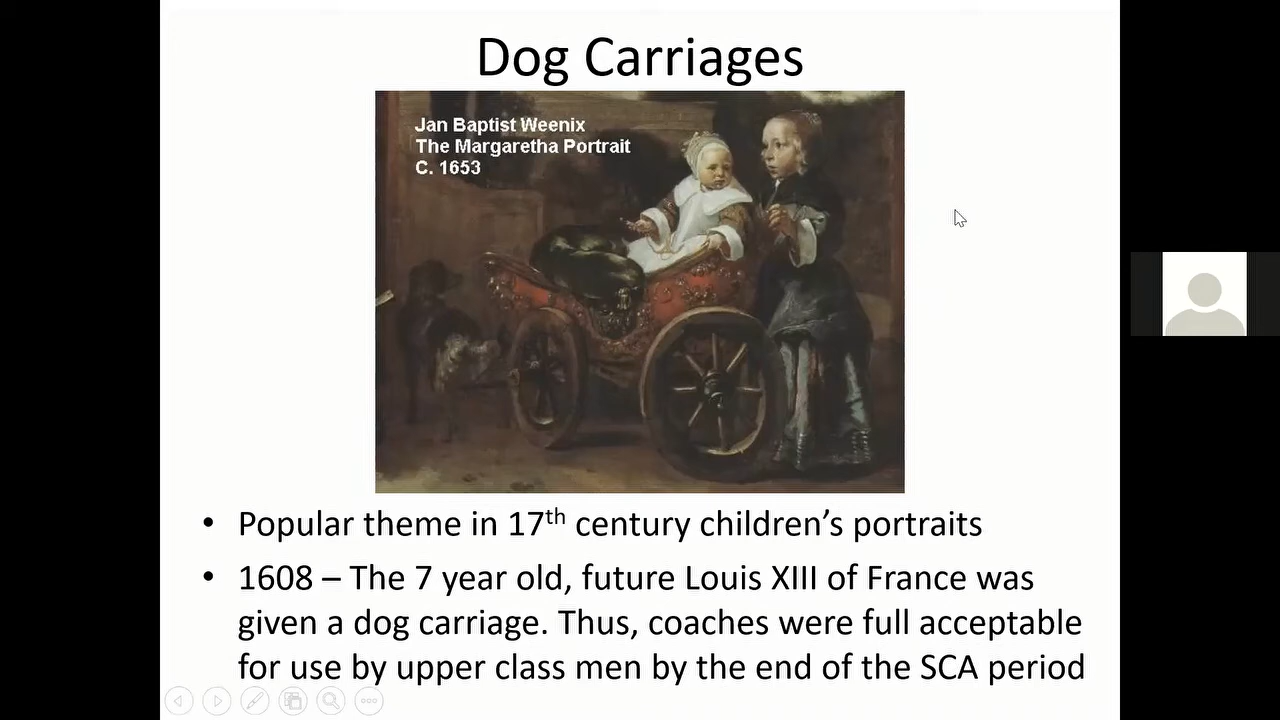 Dog Carriages
Jan Baptist Weenix
The Margaretha Portrait
C. 1653
• Popular theme in 17th century children’s portraits
• 1608 – The 7 year old, future Louis XIII of France was
given a dog carriage. Thus, coaches were full acceptable
for use by upper class men by the end of the SCA period